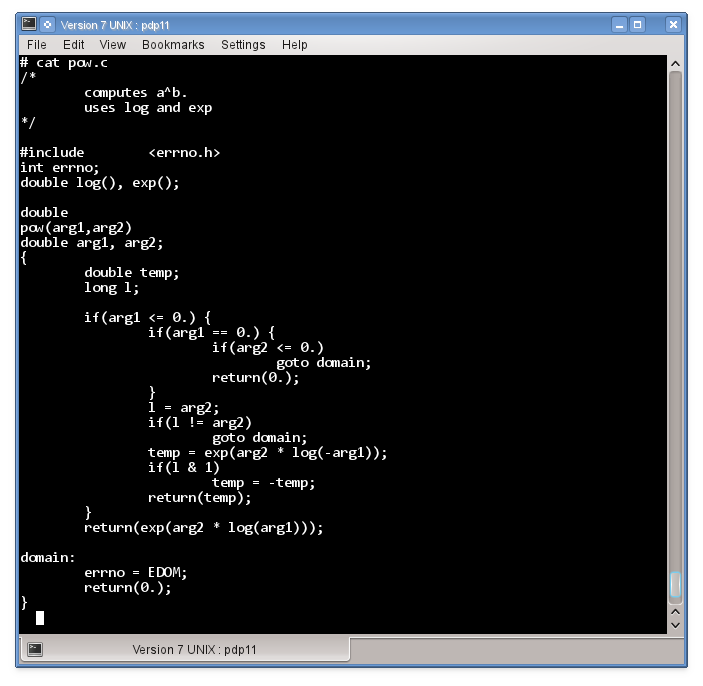 Version 7 UNIX : pdp11
File Edit View Bookmarks Settings Help
# cat pow.c
/*
        computes a^b.
        uses log and exp
*/

#include        <errno.h>
int errno;
double log(), exp();

double
pow(arg1,arg2)
double arg1, arg2;
{
        double temp;
        long l;

        if(arg1 <= 0.) {
                if(arg1 == 0.) {
                        if(arg2 <= 0.)
                                goto domain;
                        return(0.);
                }
                l = arg2;
                if(l != arg2)
                        goto domain;
                temp = exp(arg2 * log(-arg1));
                if(l & 1)
                        temp = -temp;
                return(temp);
        }
        return(exp(arg2 * log(arg1)));

domain:
        errno = EDOM;
        return(0.);
}
Version 7 UNIX : pdp11